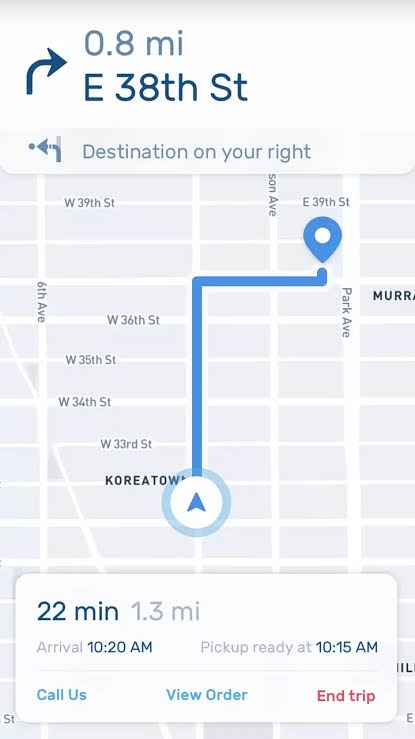 0.8 mi
E 38th St
Destination on your right
son Ave
W 39th St
E 39th St
6th Ave
Park Ave
MURRA
W 36th St
W 35th St
W 34th St
W 33rd St
KOREATOWN
22 min 1.3 mi
Arrival 10:20 AM
Pickup ready at 10:15 AM
Call Us
View Order
End trip
St